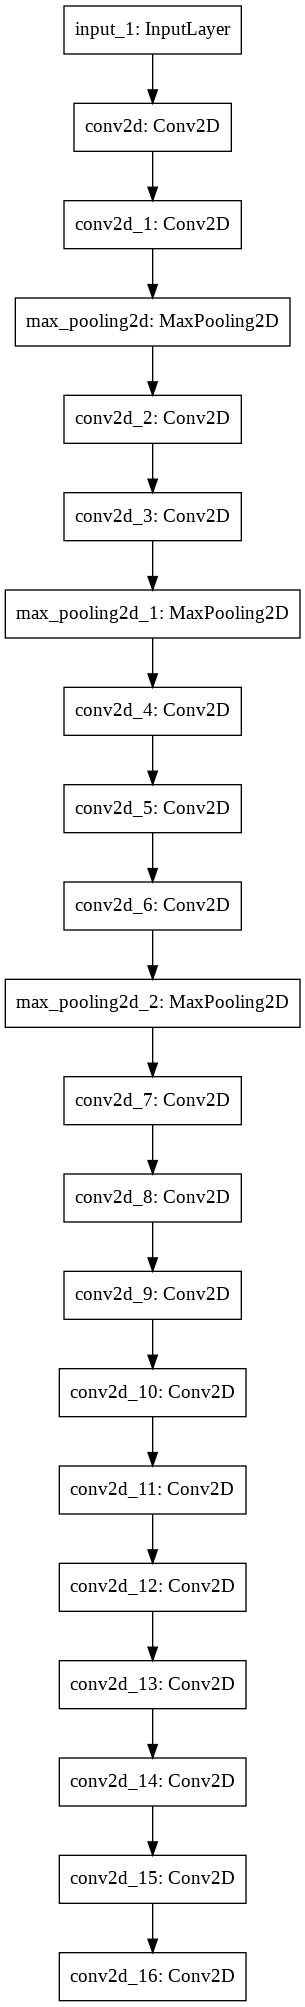 input_1: InputLayer
conv2d: Conv2D
conv2d_1: Conv2D
max_pooling2d: MaxPooling2D
conv2d_2: Conv2D
conv2d_3: Conv2D
max_pooling2d_1: MaxPooling2D
conv2d_4: Conv2D
conv2d_5: Conv2D
conv2d_6: Conv2D
max_pooling2d_2: MaxPooling2D
conv2d_7: Conv2D
conv2d_8: Conv2D
conv2d_9: Conv2D
conv2d_10: Conv2D
conv2d_11: Conv2D
conv2d_12: Conv2D
conv2d_13: Conv2D
conv2d_14: Conv2D
conv2d_15: Conv2D
conv2d_16: Conv2D